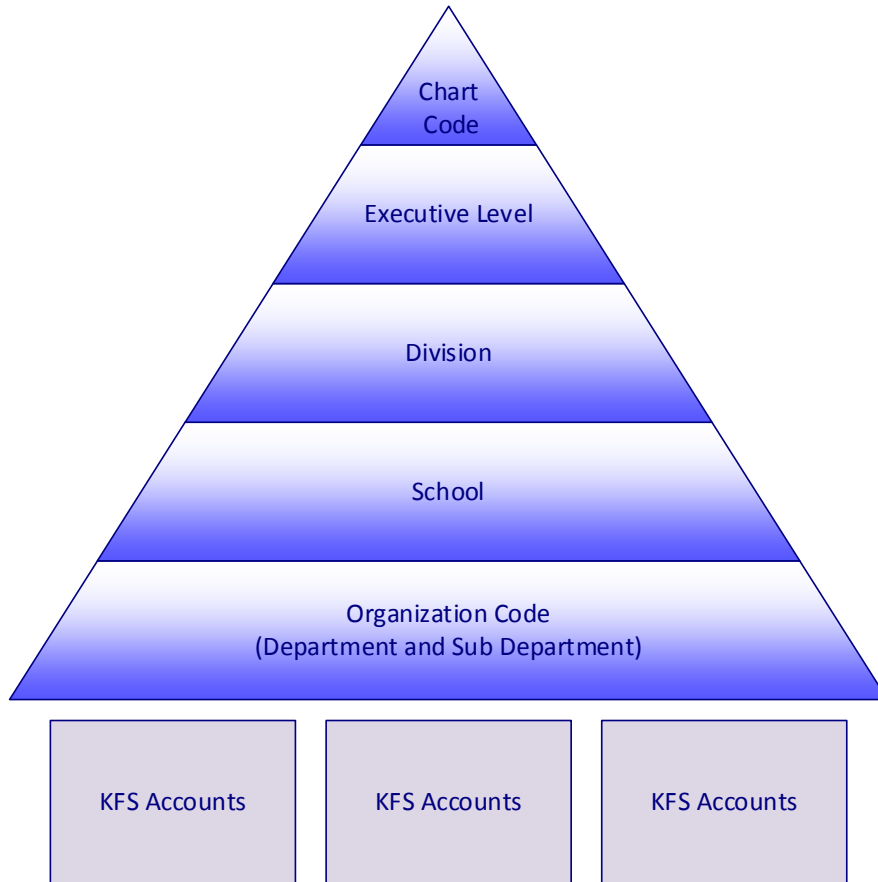 Chart
Code
Executive Level
Division
School
Organization Code
(Department and Sub Department)
KFS Accounts
KFS Accounts
KFS Accounts